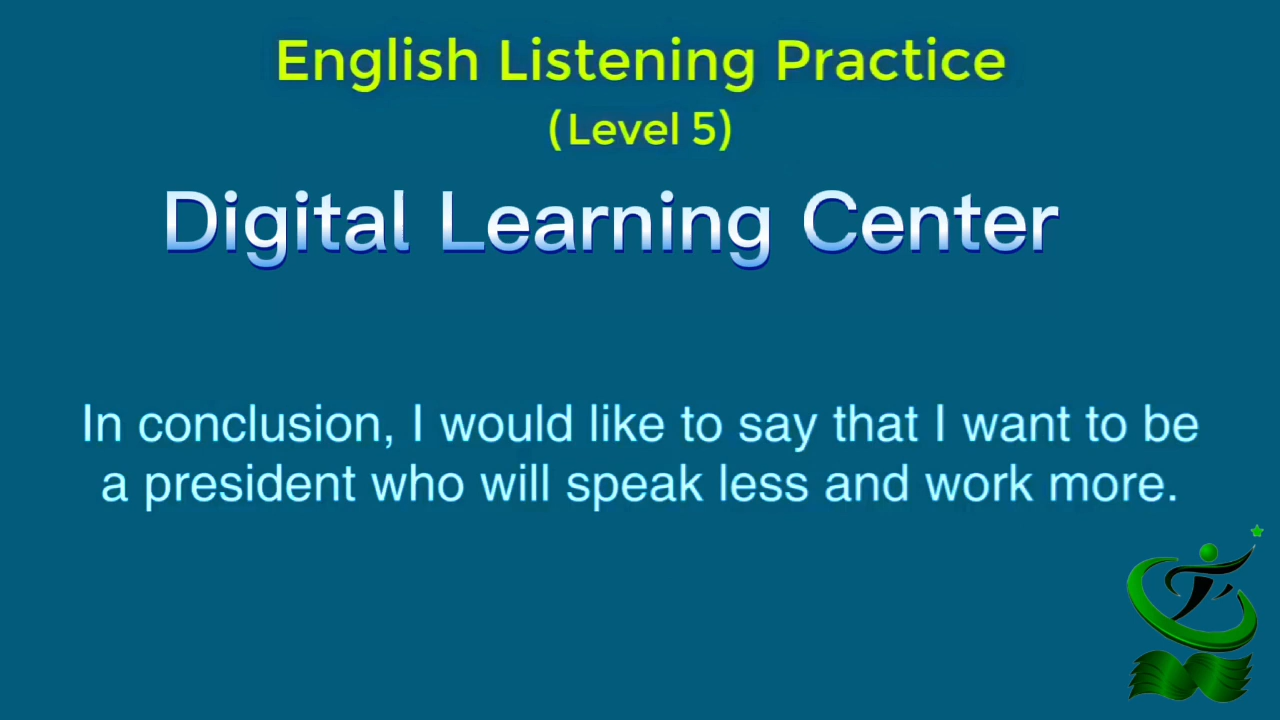 English Listening Practice
(Level 5)
Digital Learning Center
In conclusion, I would like to say that I want to be
a president who will speak less and work more.